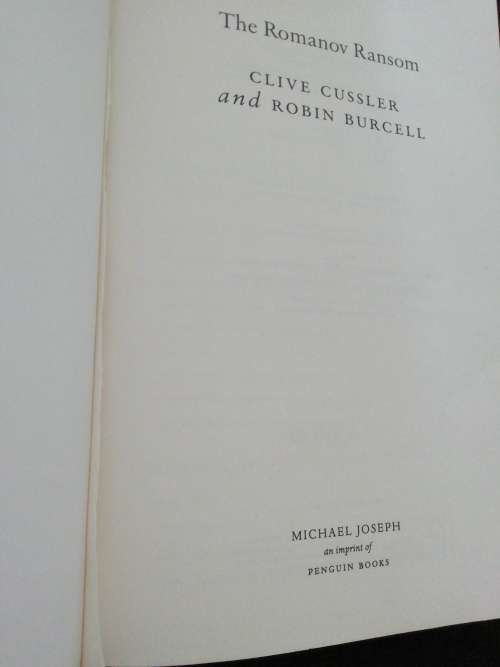 The Romanov Ransom
CLIVE CUSSLER
and ROBIN BURCELL
MICHAEL JOSEPH
an imprint of
PENGUIN BOOKS